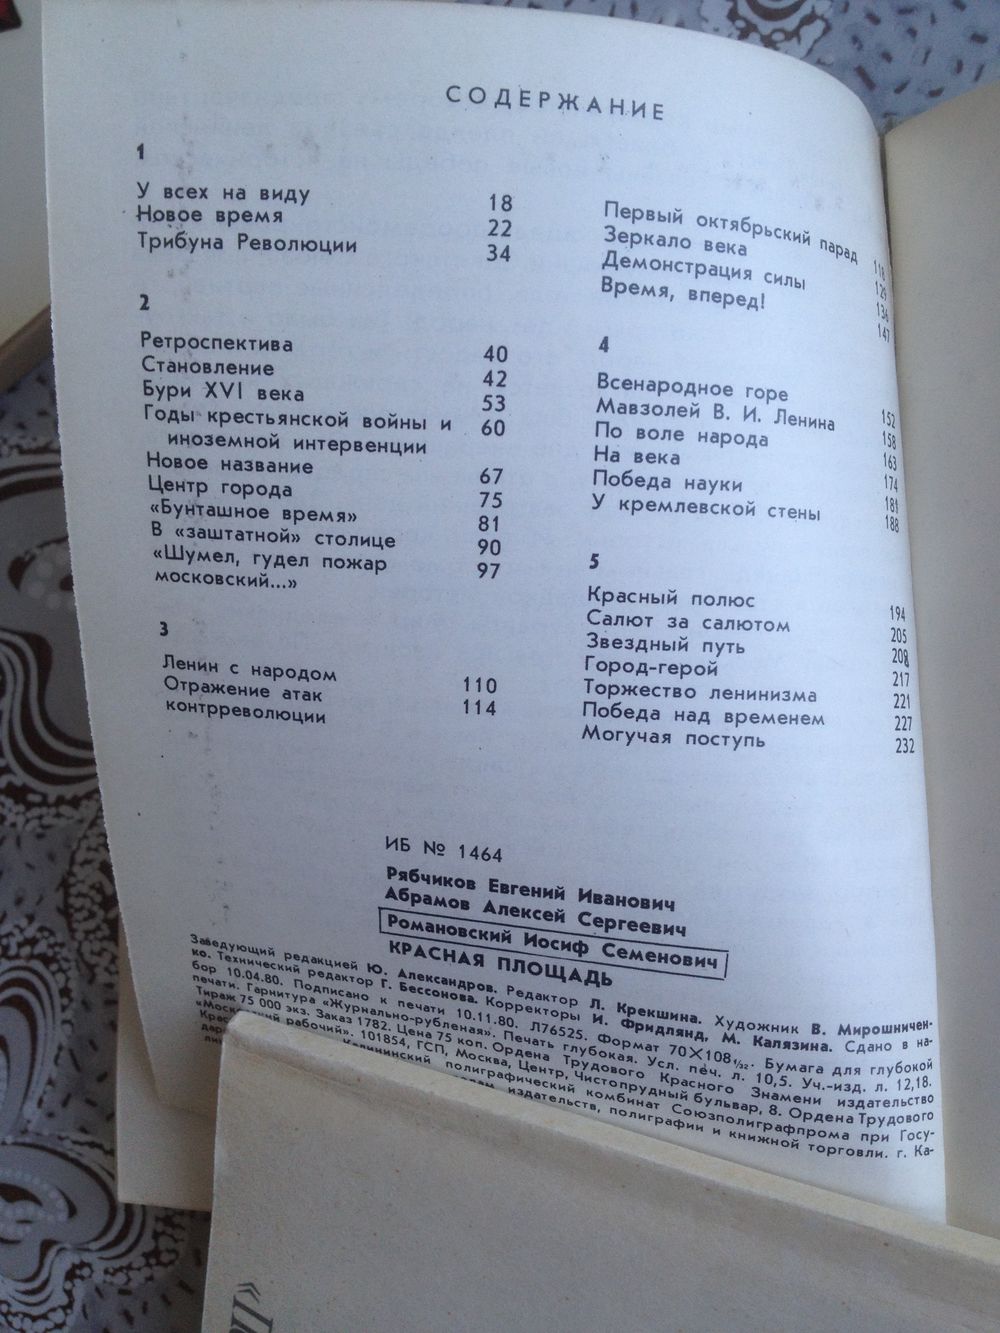 СОДЕРЖАНИЕ
1
У всех на виду 18
Новое время 22
Трибуна Революции 34
2
Ретроспектива 40
Становление 42
Бури XVI века 53
Годы крестьянской войны и 60
иноземной интервенции
Новое название 67
Центр города 75
«Бунташное время» 81
В «заштатной» столице 90
«Шумел, гудел пожар 97
московский...»
3
Ленин с народом 110
Отражение атак 114
контрреволюции
Первый октябрьский парад 118
Зеркало века 129
Демонстрация силы 136
Время, вперед! 147
4
Всенародное горе 152
Мавзолей В. И. Ленина 158
По воле народа 163
На века 174
Победа науки 181
У кремлевской стены 188
5
Красный полюс 194
Салют за салютом 205
Звездный путь 208
Город-герой 217
Торжество ленинизма 221
Победа над временем 227
Могучая поступь 232
ИБ № 1464
Рябчиков Евгений Иванович
Абрамов Алексей Сергеевич
Романовский Иосиф Семенович
КРАСНАЯ ПЛОЩАДЬ
Заведующий редакцией Ю. Александров. Редактор Л. Крекшина. Художник В. Мирошничен-
ко. Технический редактор Г. Бессонова. Корректоры И. Фридлянд, М. Калязина. Сдано в на-
бор 10.04.80. Подписано к печати 10.11.80. Л76525. Формат 70×108 1/32. Бумага для глубокой
печати. Гарнитура «Журнально-рубленая». Печать глубокая. Усл. печ. л. 10,5. Уч.-изд. л. 12,18.
Тираж 75 000 экз. Заказ 1782. Цена 75 коп. Ордена Трудового Красного Знамени издательство
«Московский рабочий». 101854, ГСП, Москва, Центр, Чистопрудный бульвар, 8. Ордена Трудового
Калининский полиграфический комбинат Союзполиграфпрома при Госу-
издательств, полиграфии и книжной торговли. г. Ка-